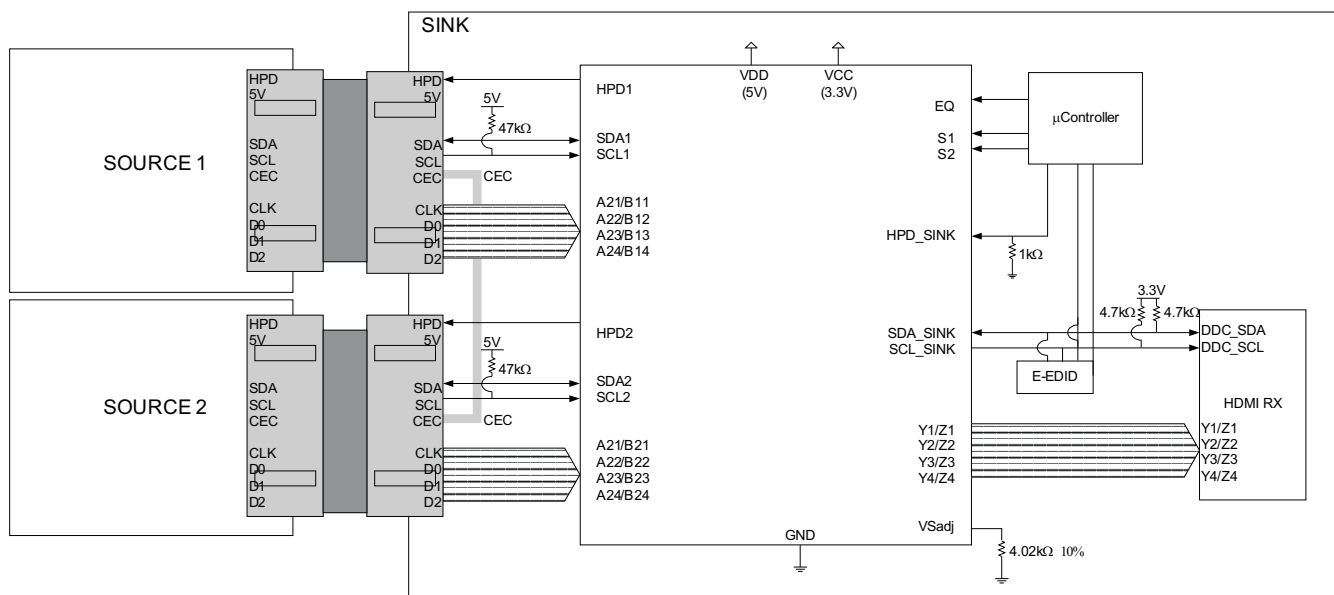 SINK
SOURCE 1
HPD
5V
SDA
SCL
CEC
CLK
D0
D1
D2
HPD
5V
SDA
SCL
CEC
CLK
D0
D1
D2
5V
47kΩ
CEC
HPD1
SDA1
SCL1
A21/B11
A22/B12
A23/B13
A24/B14
VDD
(5V)
VCC
(3.3V)
EQ
S1
S2
HPD_SINK
µController
1kΩ
SOURCE 2
HPD
5V
SDA
SCL
CEC
CLK
D0
D1
D2
HPD
5V
SDA
SCL
CEC
CLK
D0
D1
D2
5V
47kΩ
CEC
HPD2
SDA2
SCL2
A21/B21
A22/B22
A23/B23
A24/B24
SDA_SINK
SCL_SINK
3.3V
4.7kΩ
4.7kΩ
E-EDID
DDC_SDA
DDC_SCL
HDMI RX
Y1/Z1
Y2/Z2
Y3/Z3
Y4/Z4
Y1/Z1
Y2/Z2
Y3/Z3
Y4/Z4
VSadj
4.02kΩ 10%
GND